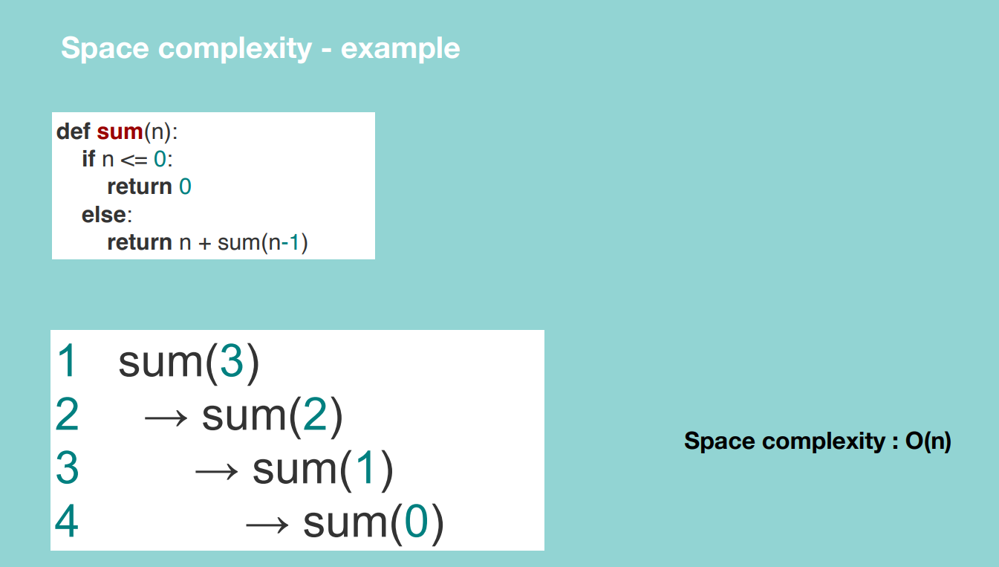 Space complexity - example
def sum(n):
if n <= 0:
return 0
else:
return n + sum(n-1)
1 sum(3)
2 → sum(2)
3 → sum(1)
4 → sum(0)
Space complexity : O(n)